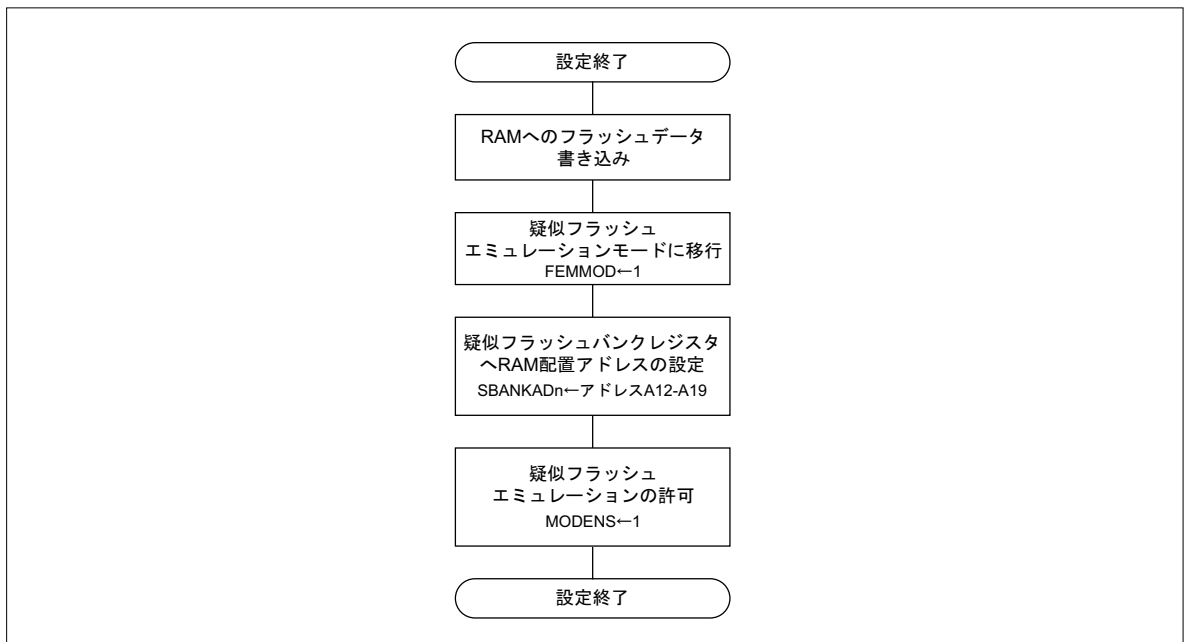 設定終了
RAMへのフラッシュデータ
書き込み
疑似フラッシュ
エミュレーションモードに移行
FEMMOD←1
疑似フラッシュバンクレジスタ
へRAM配置アドレスの設定
SBANKADn←アドレスA12-A19
疑似フラッシュ
エミュレーションの許可
MODENS←1
設定終了